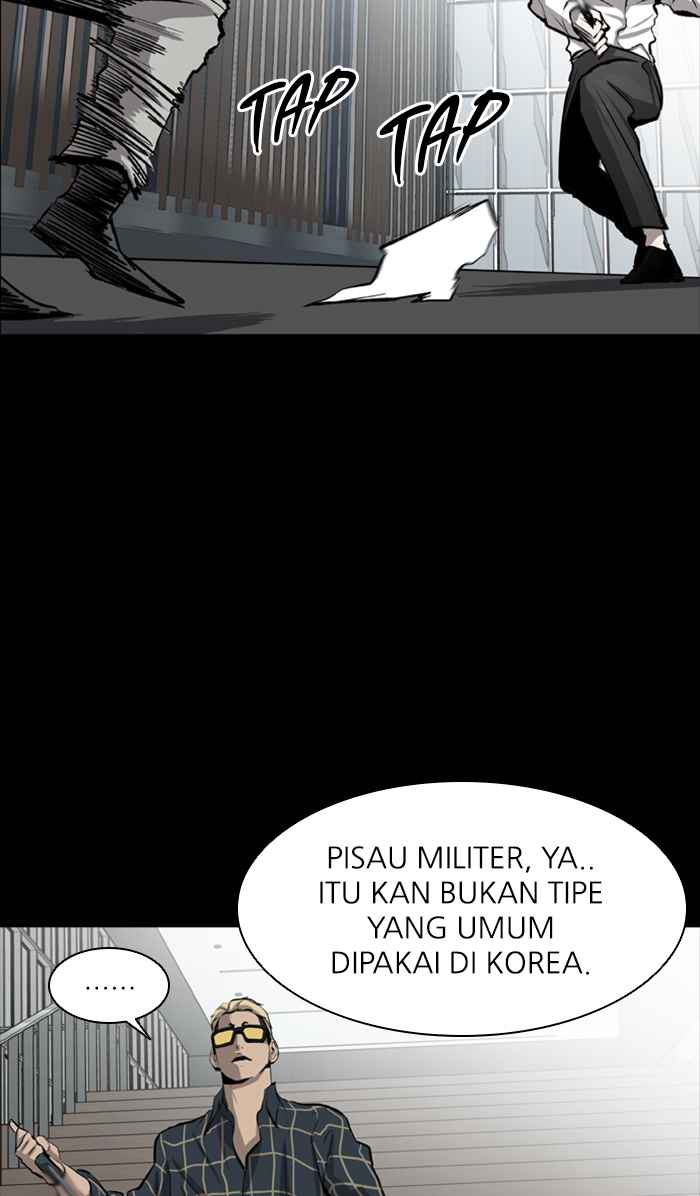 TAP
TAP
PISAU MILITER, YA..
ITU KAN BUKAN TIPE
YANG UMUM
DIPAKAI DI KOREA.
......